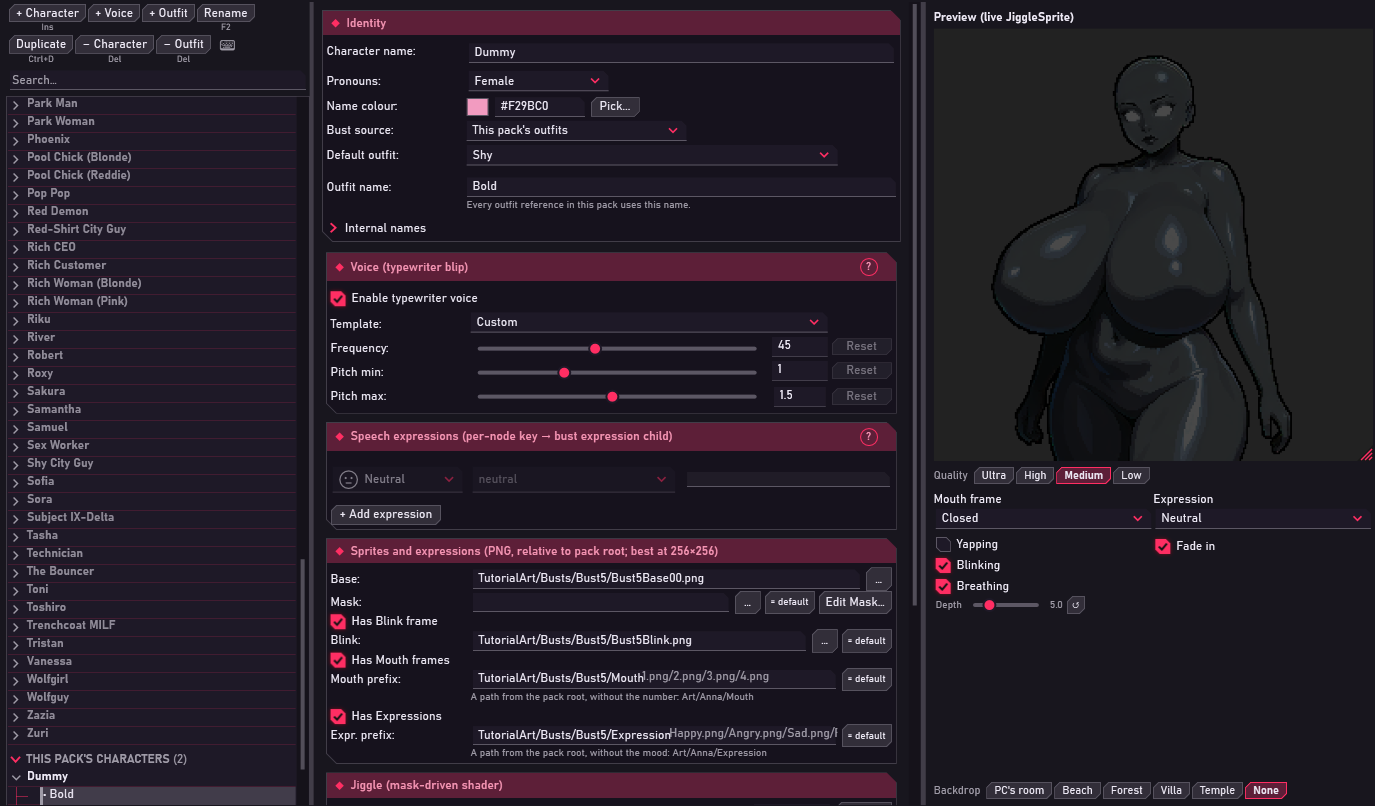 + Character
+ Voice
+ Outfit
Rename
Ins
F2
Duplicate
− Character
− Outfit
Ctrl+D
Del
Del
Search...
Park Man
Park Woman
Phoenix
Pool Chick (Blonde)
Pool Chick (Reddie)
Pop Pop
Red Demon
Red-Shirt City Guy
Rich CEO
Rich Customer
Rich Woman (Blonde)
Rich Woman (Pink)
Riku
River
Robert
Roxy
Sakura
Samantha
Samuel
Sex Worker
Shy City Guy
Sofia
Sora
Subject IX-Delta
Tasha
Technician
The Bouncer
Toni
Toshiro
Trenchcoat MILF
Tristan
Vanessa
Wolfgirl
Wolfguy
Zazia
Zuri
THIS PACK'S CHARACTERS (2)
Dummy
Bold
Identity
Character name: Dummy
Pronouns: Female
Name colour: #F29BC0 Pick...
Bust source: This pack's outfits
Default outfit: Shy
Outfit name: Bold
Every outfit reference in this pack uses this name.
Internal names
Voice (typewriter blip) ?
Enable typewriter voice
Template: Custom
Frequency: 45 Reset
Pitch min: 1 Reset
Pitch max: 1.5 Reset
Speech expressions (per-node key → bust expression child) ?
Neutral neutral
+ Add expression
Sprites and expressions (PNG, relative to pack root; best at 256×256)
Base: TutorialArt/Busts/Bust5/Bust5Base00.png ...
Mask: ... = default Edit Mask...
Has Blink frame
Blink: TutorialArt/Busts/Bust5/Bust5Blink.png ... = default
Has Mouth frames
Mouth prefix: TutorialArt/Busts/Bust5/Mouth1.png/2.png/3.png/4.png = default
A path from the pack root, without the number: Art/Anna/Mouth
Has Expressions
Expr. prefix: TutorialArt/Busts/Bust5/ExpressionHappy.png/Angry.png/Sad.png/ = default
A path from the pack root, without the mood: Art/Anna/Expression
Jiggle (mask-driven shader)
Preview (live JiggleSprite)
Quality Ultra High Medium Low
Mouth frame Expression
Closed Neutral
Yapping Fade in
Blinking
Breathing
Depth 5.0
Backdrop PC's room Beach Forest Villa Temple None